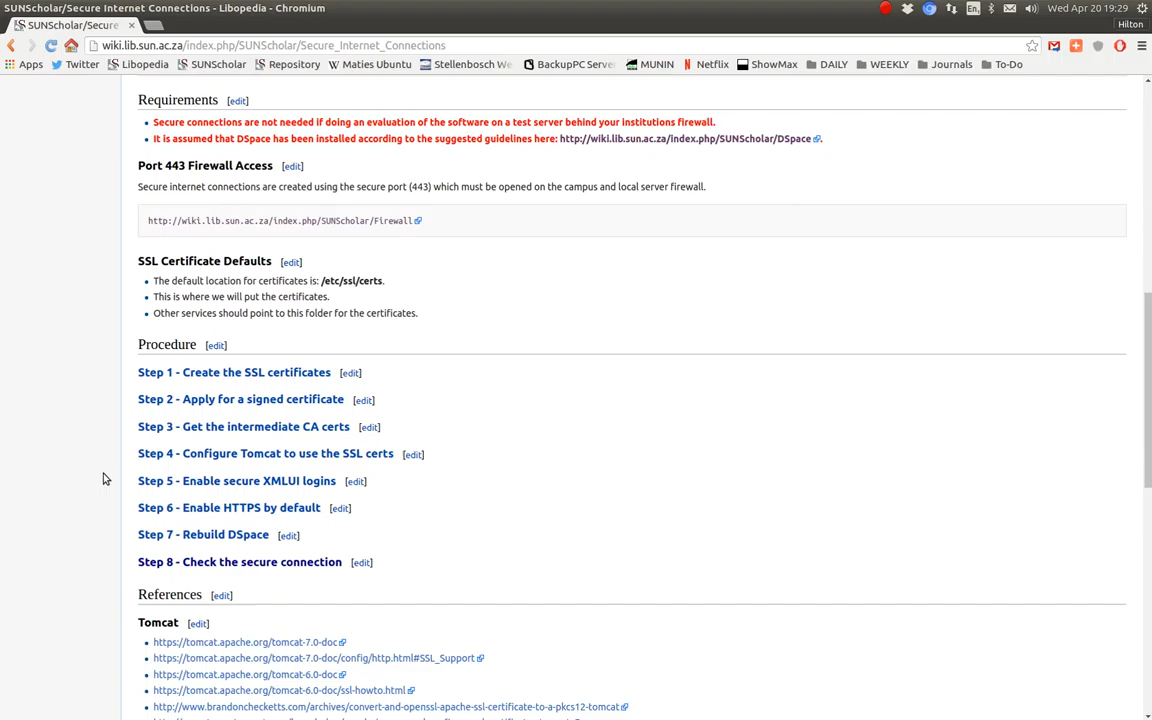 SUNScholar/Secure Internet Connections - Libopedia - Chromium
En
Wed Apr 20 19:29
SUNScholar/Secure
Hilton
wiki.lib.sun.ac.za/index.php/SUNScholar/Secure_Internet_Connections
Apps Twitter Libopedia SUNScholar Repository Maties Ubuntu Stellenbosch We BackupPC Serve MUNIN Netflix ShowMax DAILY WEEKLY Journals To-Do
Requirements [edit]
Secure connections are not needed if doing an evaluation of the software on a test server behind your institutions firewall.
It is assumed that DSpace has been installed according to the suggested guidelines here: http://wiki.lib.sun.ac.za/index.php/SUNScholar/DSpace.
Port 443 Firewall Access [edit]
Secure internet connections are created using the secure port (443) which must be opened on the campus and local server firewall.
http://wiki.lib.sun.ac.za/index.php/SUNScholar/Firewall
SSL Certificate Defaults [edit]
The default location for certificates is: /etc/ssl/certs.
This is where we will put the certificates.
Other services should point to this folder for the certificates.
Procedure [edit]
Step 1 - Create the SSL certificates [edit]
Step 2 - Apply for a signed certificate [edit]
Step 3 - Get the intermediate CA certs [edit]
Step 4 - Configure Tomcat to use the SSL certs [edit]
Step 5 - Enable secure XMLUI logins [edit]
Step 6 - Enable HTTPS by default [edit]
Step 7 - Rebuild DSpace [edit]
Step 8 - Check the secure connection [edit]
References [edit]
Tomcat [edit]
https://tomcat.apache.org/tomcat-7.0-doc
https://tomcat.apache.org/tomcat-7.0-doc/config/http.html#SSL_Support
https://tomcat.apache.org/tomcat-6.0-doc
https://tomcat.apache.org/tomcat-6.0-doc/ssl-howto.html
http://www.brandonchecketts.com/archives/convert-and-openssl-apache-ssl-certificate-to-a-pkcs12-tomcat